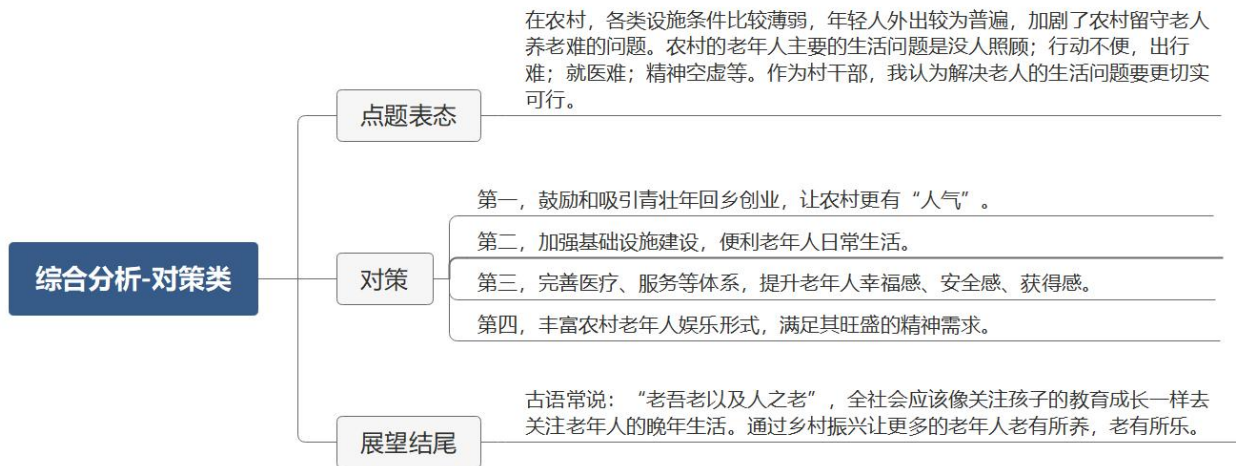 在农村，各类设施条件比较薄弱，年轻人外出较为普遍，加剧了农村留守老人
养老难的问题。农村的老年人主要的生活问题是没人照顾；行动不便，出行
难；就医难；精神空虚等。作为村干部，我认为解决老人的生活问题要更切实
可行。
点题表态
第一，鼓励和吸引青壮年回乡创业，让农村更有“人气”。
第二，加强基础设施建设，便利老年人日常生活。
综合分析-对策类
对策
第三，完善医疗、服务等体系，提升老年人幸福感、安全感、获得感。
第四，丰富农村老年人娱乐形式，满足其旺盛的精神需求。
古语常说：“老吾老以及人之老”，全社会应该像关注孩子的教育成长一样去
关注老年人的晚年生活。通过乡村振兴让更多的老年人老有所养，老有所乐。
展望结尾